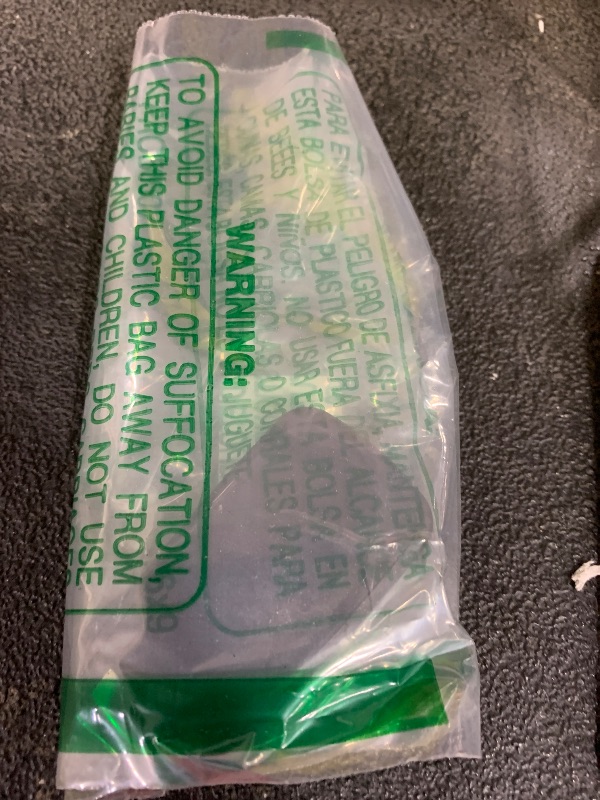 WARNING:
TO AVOID DANGER OF SUFFOCATION,
KEEP THIS PLASTIC BAG AWAY FROM
BABIES AND CHILDREN, DO NOT USE
PARA EVITAR EL PELIGRO DE ASFIXIA, MANTENGA
ESTA BOLSA DE PLASTICO FUERA DEL ALCANCE
DE BEBES Y NINOS. NO USAR ESTA BOLSA EN
CUNAS, CAMAS, CARRIOLAS O CORRALES PARA